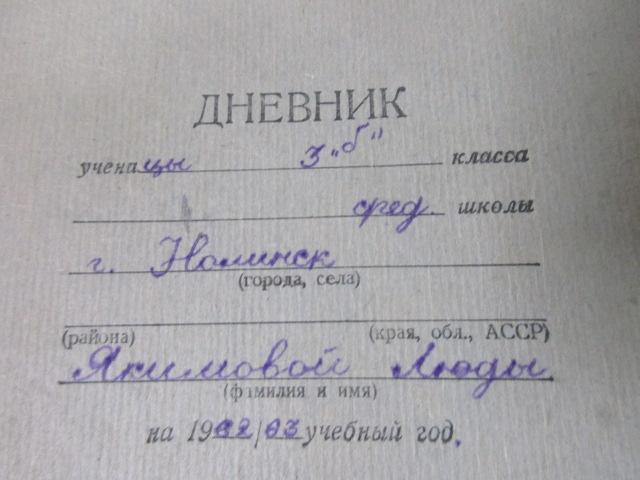 ДНЕВНИК
ученицы 3 "б" класса
сред. школы
г. Нолинск
(города, села)
(района) (края, обл., АССР)
Якимовой Люды
(фамилия и имя)
на 1962/63 учебный год.